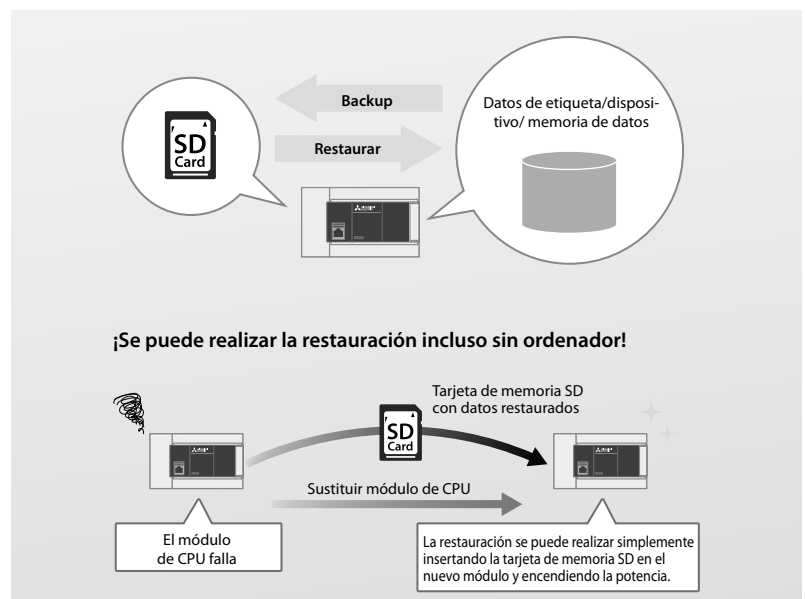 Backup
Restaurar
Datos de etiqueta/disposi-
tivo/ memoria de datos
SD
Card
¡Se puede realizar la restauración incluso sin ordenador!
Tarjeta de memoria SD
con datos restaurados
SD
Card
Sustituir módulo de CPU
El módulo
de CPU falla
La restauración se puede realizar simplemente
insertando la tarjeta de memoria SD en el
nuevo módulo y encendiendo la potencia.